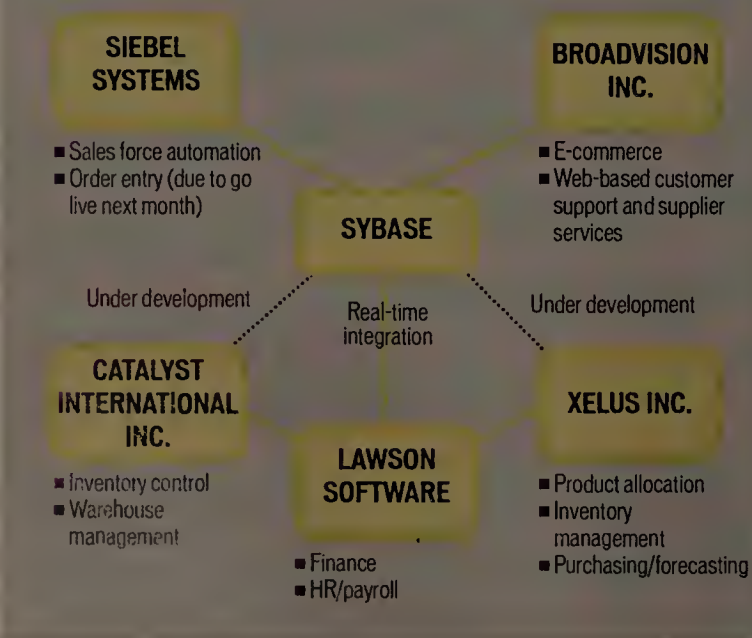 SIEBEL
SYSTEMS
■ Sales force automation
■ Order entry (due to go
live next month)
BROADVISION
INC.
■ E-commerce
■ Web-based customer
support and supplier
services
SYBASE
Under development
Real-time
integration
Under development
CATALYST
INTERNATIONAL
INC.
■ Inventory control
■ Warehouse
management
LAWSON
SOFTWARE
■ Finance
■ HR/payroll
XELUS INC.
■ Product allocation
■ Inventory
management
■ Purchasing/forecasting